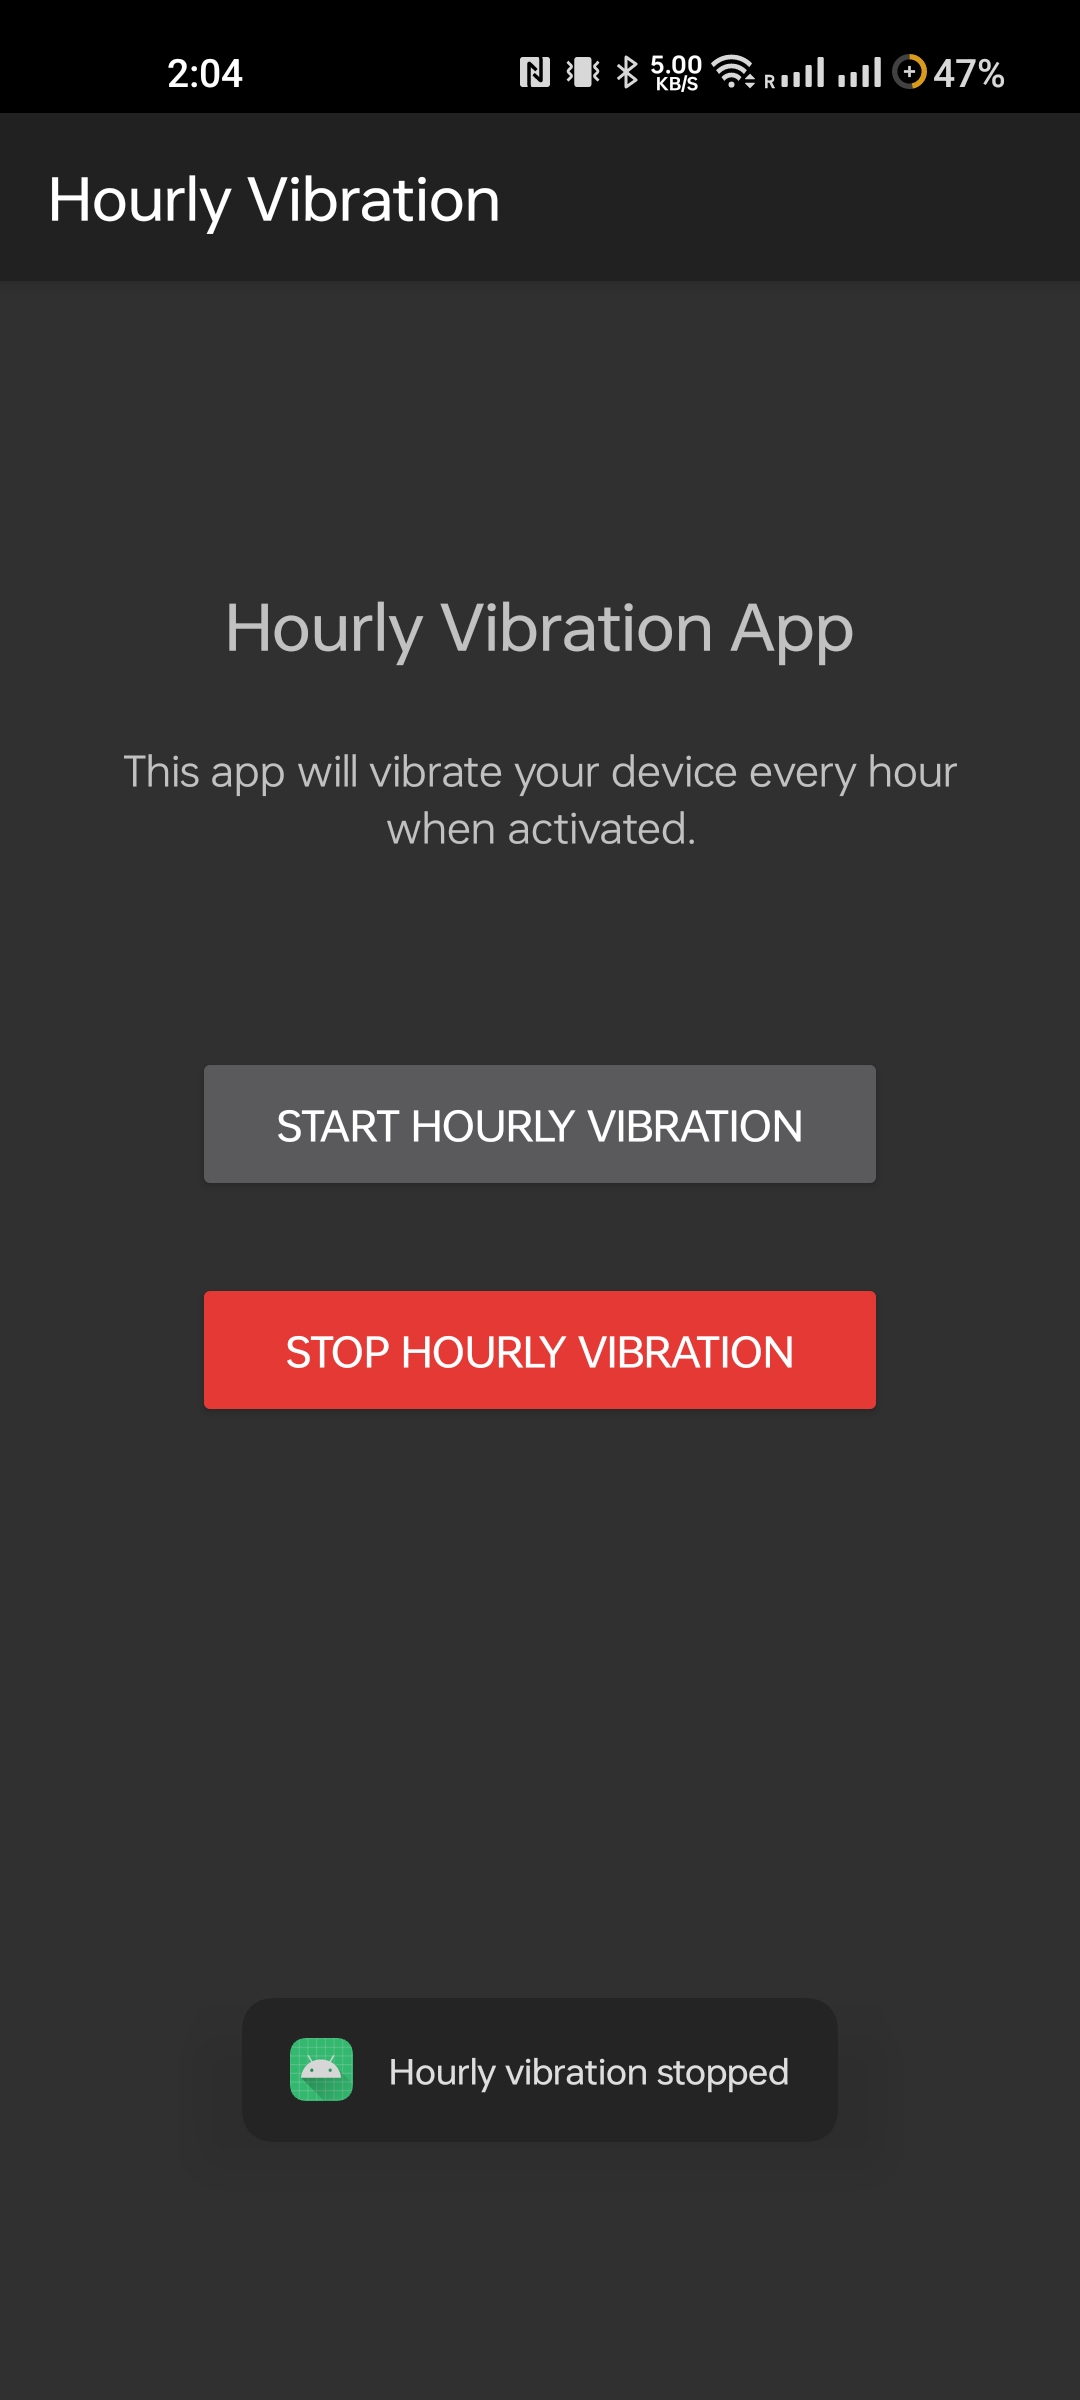 2:04
5.00
KB/S
R
47%
Hourly Vibration
Hourly Vibration App
This app will vibrate your device every hour
when activated.
START HOURLY VIBRATION
STOP HOURLY VIBRATION
Hourly vibration stopped